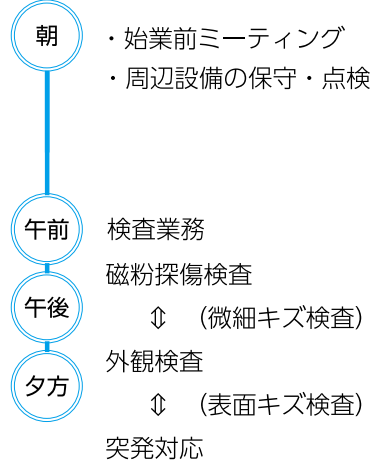 朝
・始業前ミーティング
・周辺設備の保守・点検
午前
検査業務
磁粉探傷検査
午後
⇕ （微細キズ検査）
外観検査
夕方
⇕ （表面キズ検査）
突発対応